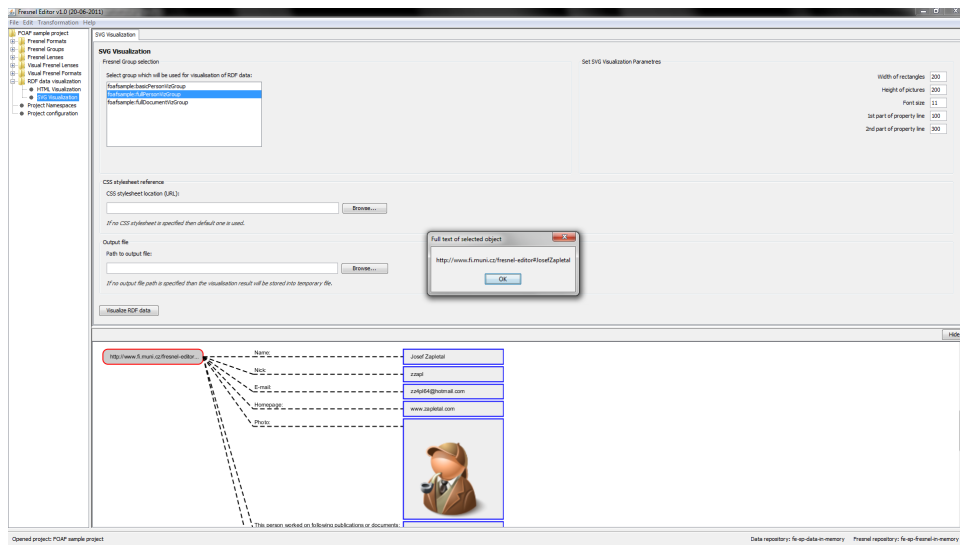 Fresnel Editor v1.0 (20-06-2011)
File Edit Transformation Help
FOAF sample project
Fresnel Formats
Fresnel Groups
Fresnel Lenses
Visual Fresnel Lenses
Visual Fresnel Formats
RDF data visualization
HTML Visualization
SVG Visualization
Project Namespaces
Project configuration
SVG Visualization
SVG Visualization
Fresnel Group selection
Select group which will be used for visualisation of RDF data:
foafsample:basicPersonVizGroup
foafsample:fullPersonVizGroup
foafsample:fullDocumentVizGroup
Set SVG Visualization Parametres
Width of rectangles 200
Height of pictures 200
Font size 11
1st part of property line 100
2nd part of property line 300
CSS stylesheet reference
CSS stylesheet location (URL):
Browse...
If no CSS stylesheet is specified then default one is used.
Output file
Path to output file:
Browse...
If no output file path is specified than the visualisation result will be stored into temporary file.
Visualize RDF data
Full text of selected object
http://www.fi.muni.cz/fresnel-editor#JosefZapletal
OK
Hide
http://www.fi.muni.cz/fresnel-editor...
Name:
Josef Zapletal
Nick:
zzapl
E-mail:
zz4pl64@hotmail.com
Homepage:
www.zapletal.com
Photo:
This person worked on following publications or documents:
Opened project: FOAF sample project
Data repository: fe-sp-data-in-memory Fresnel repository: fe-sp-fresnel-in-memory